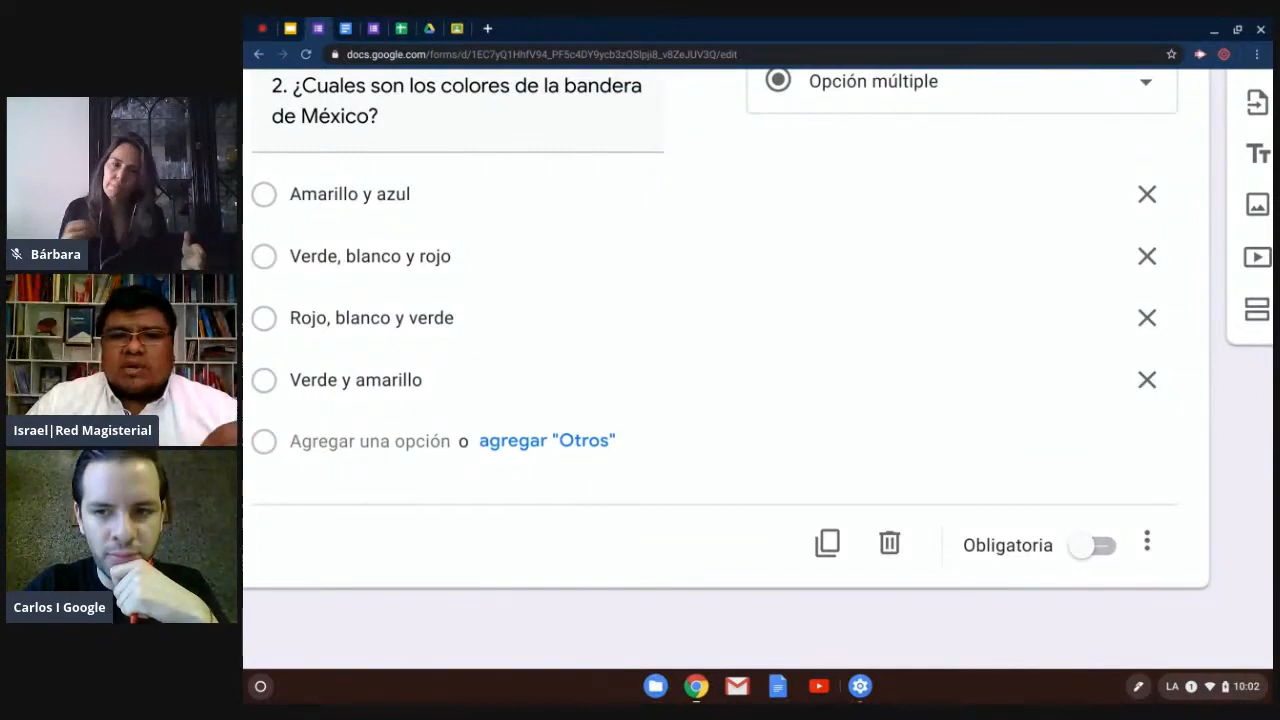 docs.google.com/forms/d/1EC7yQ1HhfV94_PF5c4DY9ycb3zQSlpji8_v8ZeJUV3Q/edit
2. ¿Cuales son los colores de la bandera
de México?
Opción múltiple
Amarillo y azul
Verde, blanco y rojo
Rojo, blanco y verde
Verde y amarillo
Agregar una opción o agregar "Otros"
Obligatoria
Bárbara
Israel|Red Magisterial
Carlos I Google
LA 1 10:02